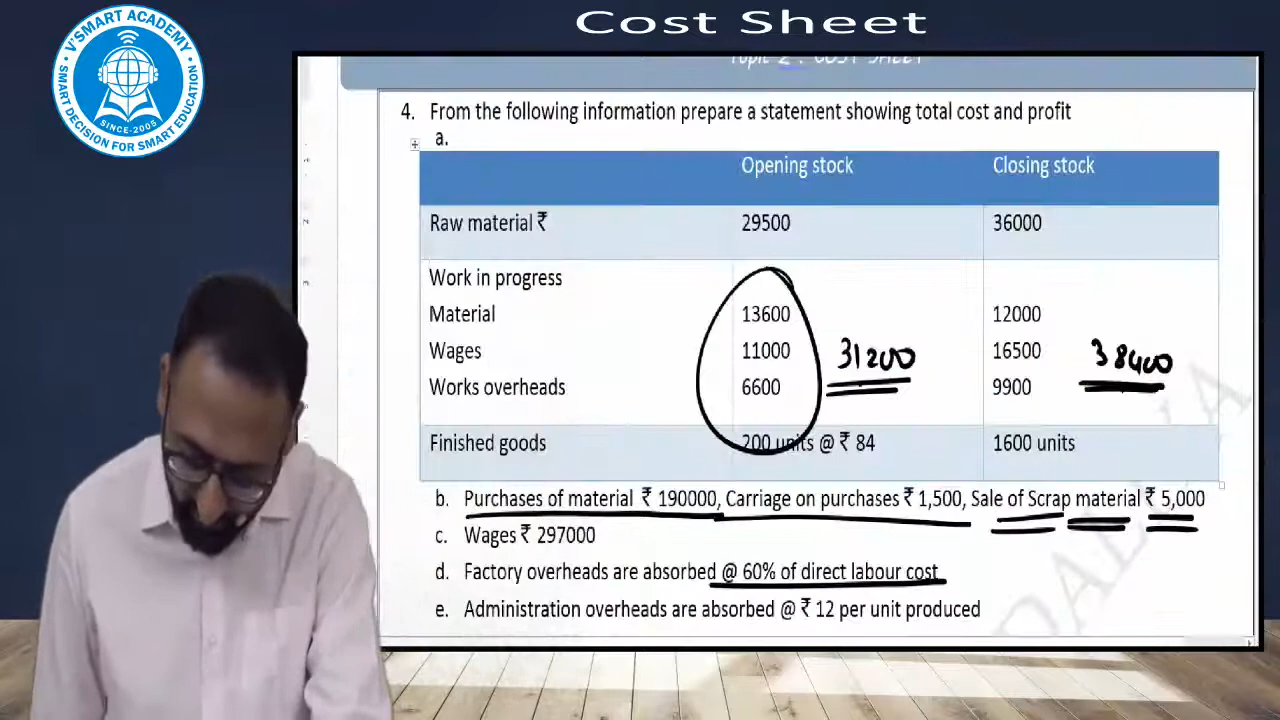 Cost Sheet
V'SMART ACADEMY
SINCE-2005
SMART DECISION FOR SMART EDUCATION
Topic 2 : COST SHEET
4. From the following information prepare a statement showing total cost and profit
a.
Opening stock Closing stock
Raw material ₹ 29500 36000
Work in progress
Material 13600 12000
Wages 11000 31200 16500 38400
Works overheads 6600 9900
Finished goods 200 units @ ₹ 84 1600 units
b. Purchases of material ₹ 190000, Carriage on purchases ₹ 1,500, Sale of Scrap material ₹ 5,000
c. Wages ₹ 297000
d. Factory overheads are absorbed @ 60% of direct labour cost
e. Administration overheads are absorbed @ ₹ 12 per unit produced